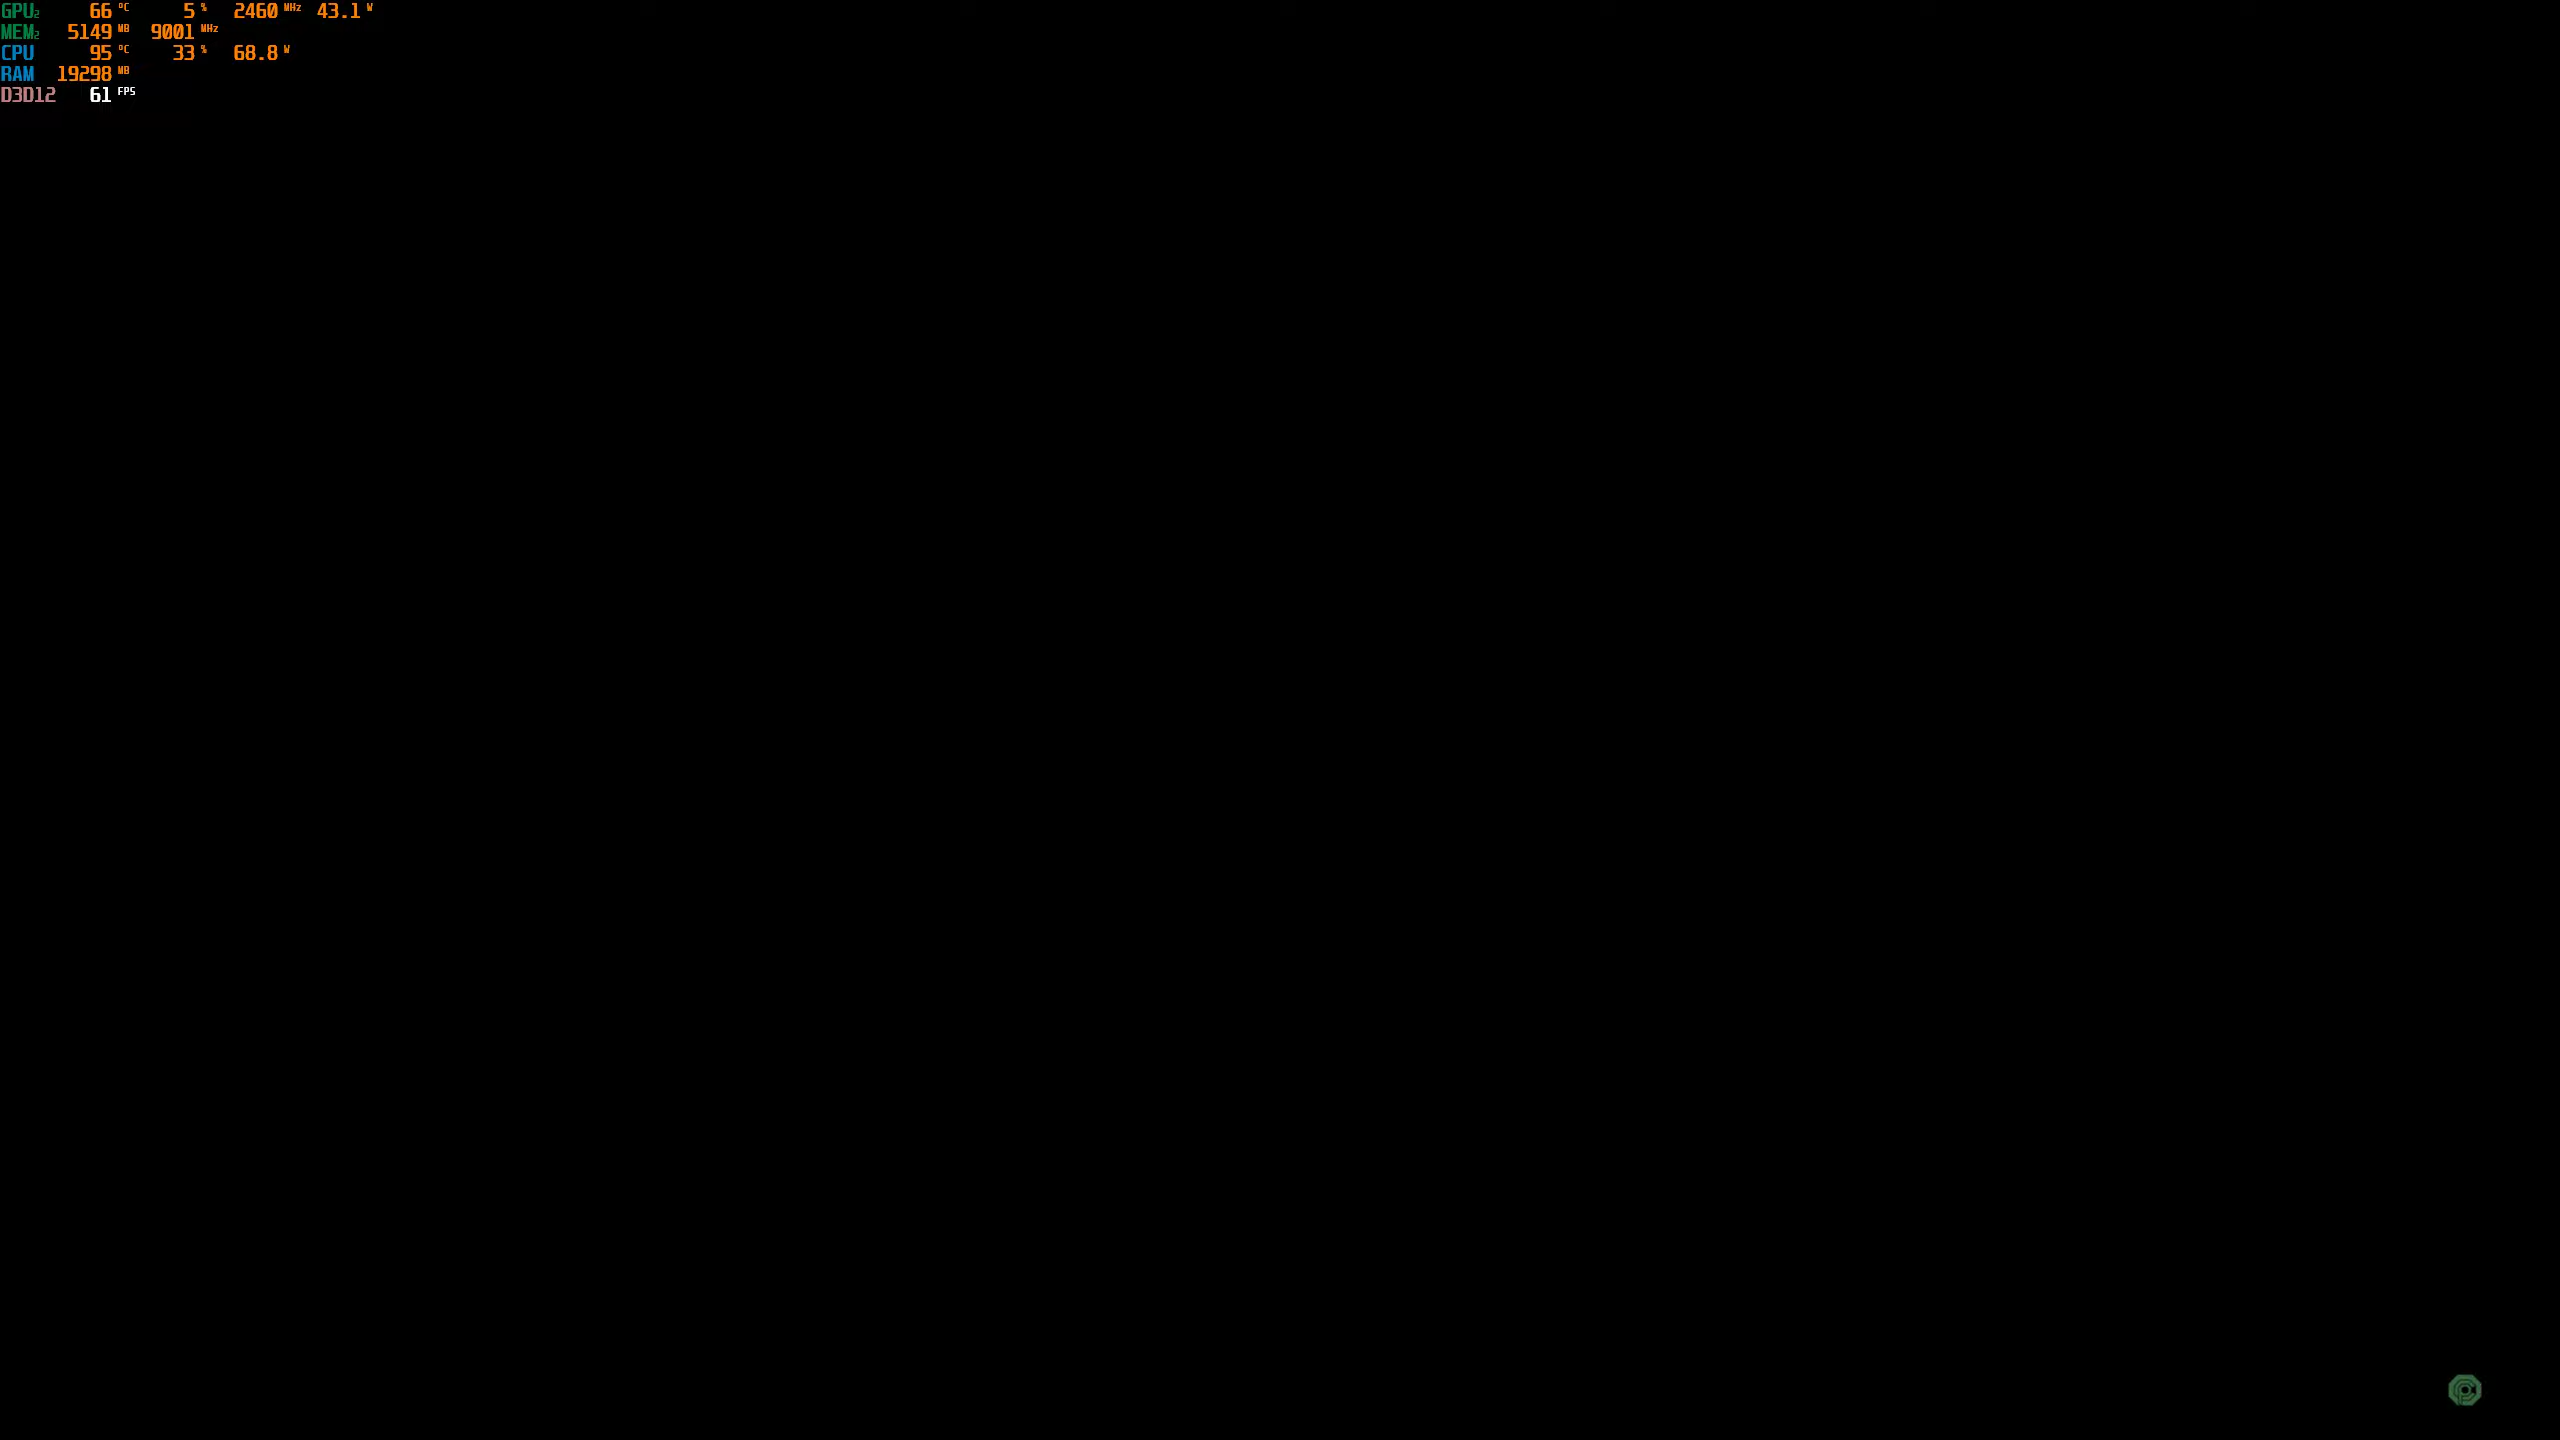 GPU2 66 °C 5 % 2460 MHz 43.1 W
MEM2 5149 MB 9001 MHz
CPU 95 °C 33 % 68.8 W
RAM 19298 MB
D3D12 61 FPS